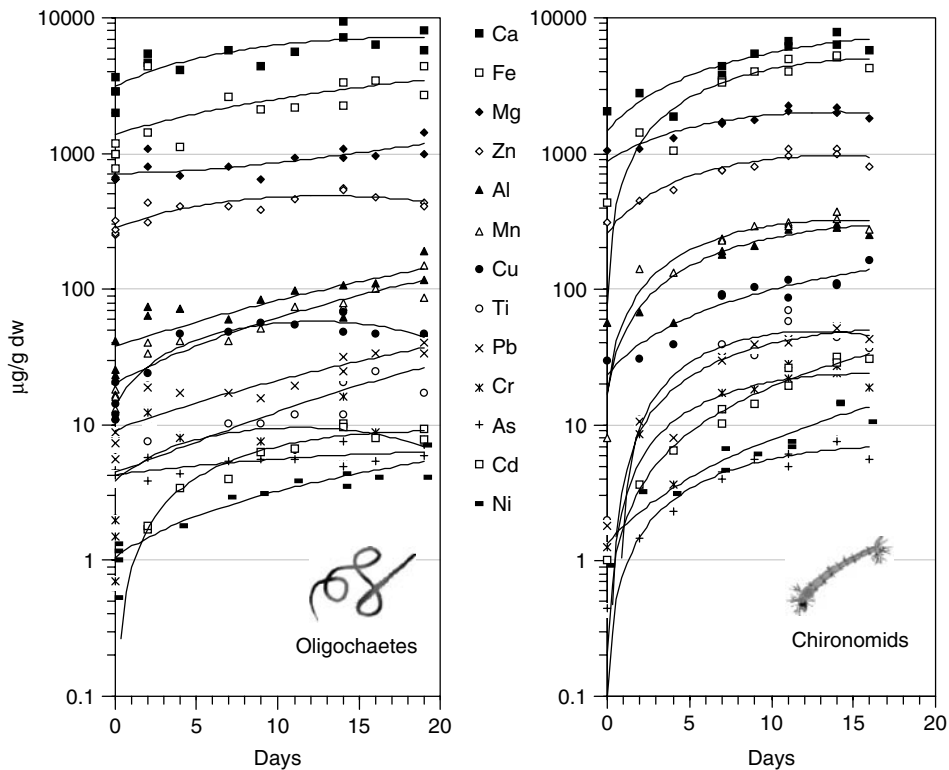 10000
1000
100
10
1
0.1
µg/g dw
0 5 10 15 20
Days
Oligochaetes
Ca
Fe
Mg
Zn
Al
Mn
Cu
Ti
Pb
Cr
As
Cd
Ni
10000
1000
100
10
1
0.1
0 5 10 15 20
Days
Chironomids